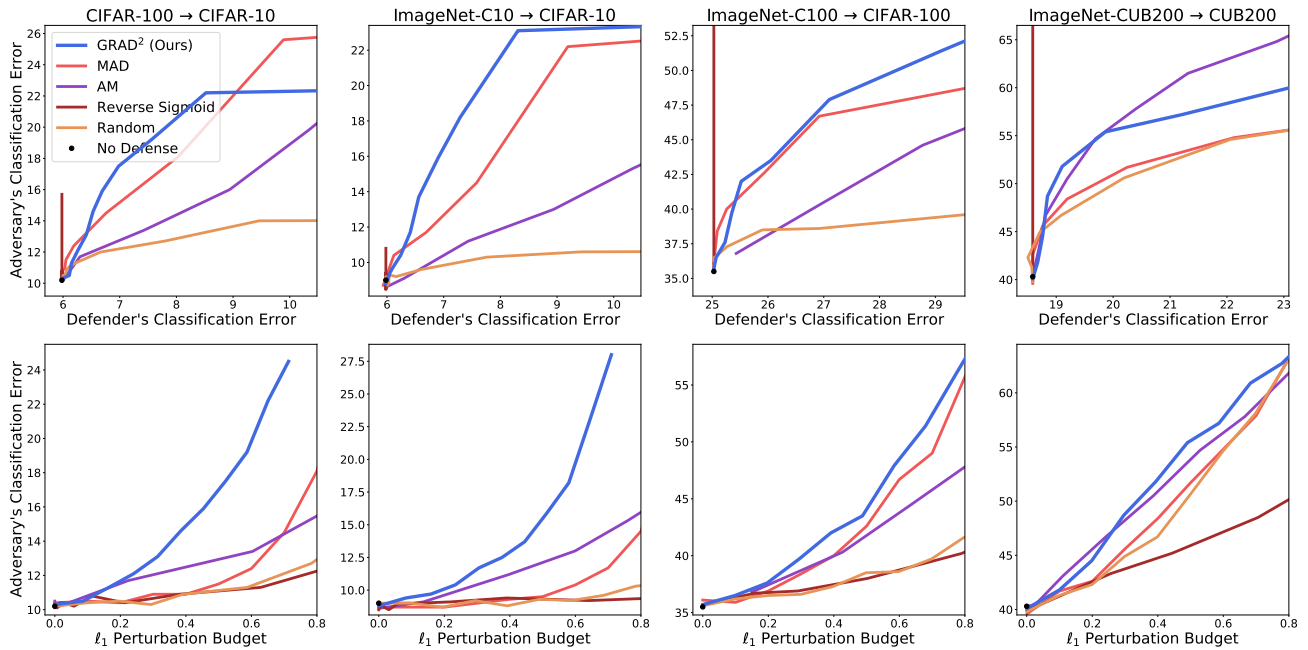 CIFAR-100 → CIFAR-10
ImageNet-C10 → CIFAR-10
ImageNet-C100 → CIFAR-100
ImageNet-CUB200 → CUB200
Adversary's Classification Error
26
24
22
20
18
16
14
12
10
GRAD² (Ours)
MAD
AM
Reverse Sigmoid
Random
No Defense
6 7 8 9 10
Defender's Classification Error
22
20
18
16
14
12
10
6 7 8 9 10
Defender's Classification Error
52.5
50.0
47.5
45.0
42.5
40.0
37.5
35.0
25 26 27 28 29
Defender's Classification Error
65
60
55
50
45
40
19 20 21 22 23
Defender's Classification Error
Adversary's Classification Error
24
22
20
18
16
14
12
10
0.0 0.2 0.4 0.6 0.8
ℓ₁ Perturbation Budget
27.5
25.0
22.5
20.0
17.5
15.0
12.5
10.0
0.0 0.2 0.4 0.6 0.8
ℓ₁ Perturbation Budget
55
50
45
40
35
0.0 0.2 0.4 0.6 0.8
ℓ₁ Perturbation Budget
60
55
50
45
40
0.0 0.2 0.4 0.6 0.8
ℓ₁ Perturbation Budget